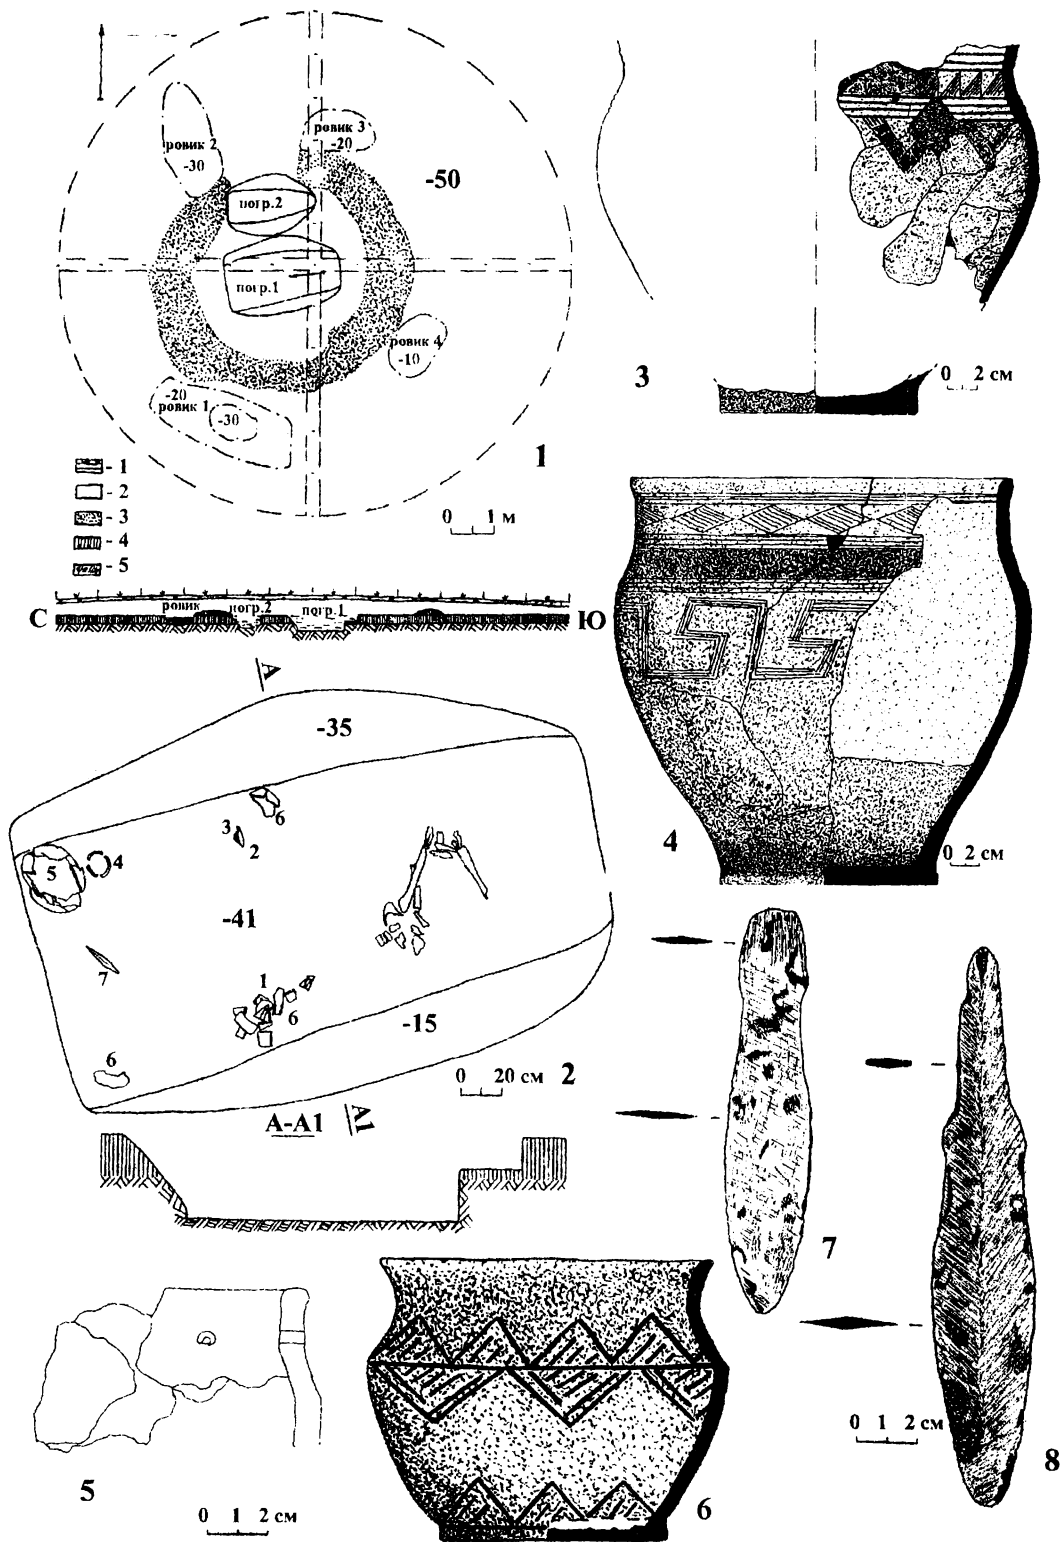 ровик 3
-20
ровик 2
-30
-50
погр.2
погр.1
ровик 4
-10
-20
ровик 1
-30
1
0 1 м
- 1
- 2
- 3
- 4
- 5
ровик погр.2 погр.1
С Ю
3
0 2 см
4
0 2 см
А
-35
6
3
2
5
4
-41
7
1
6
6
-15
0 20 см
2
А-А1
А1
7
8
0 1 2 см
5
0 1 2 см
6